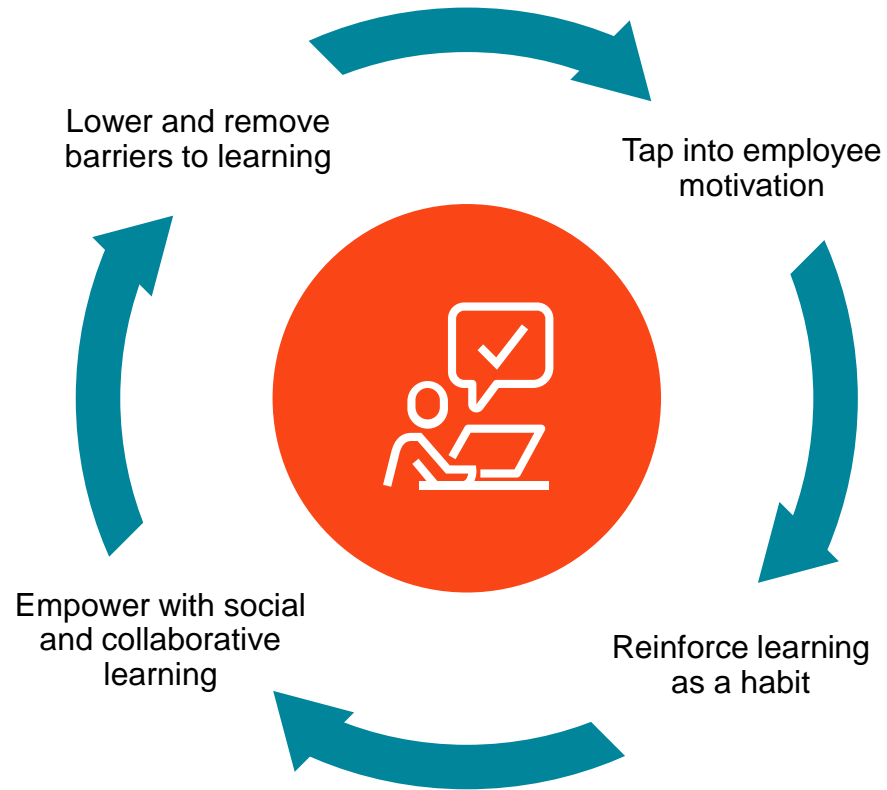 Lower and remove
barriers to learning
Tap into employee
motivation
Reinforce learning
as a habit
Empower with social
and collaborative
learning